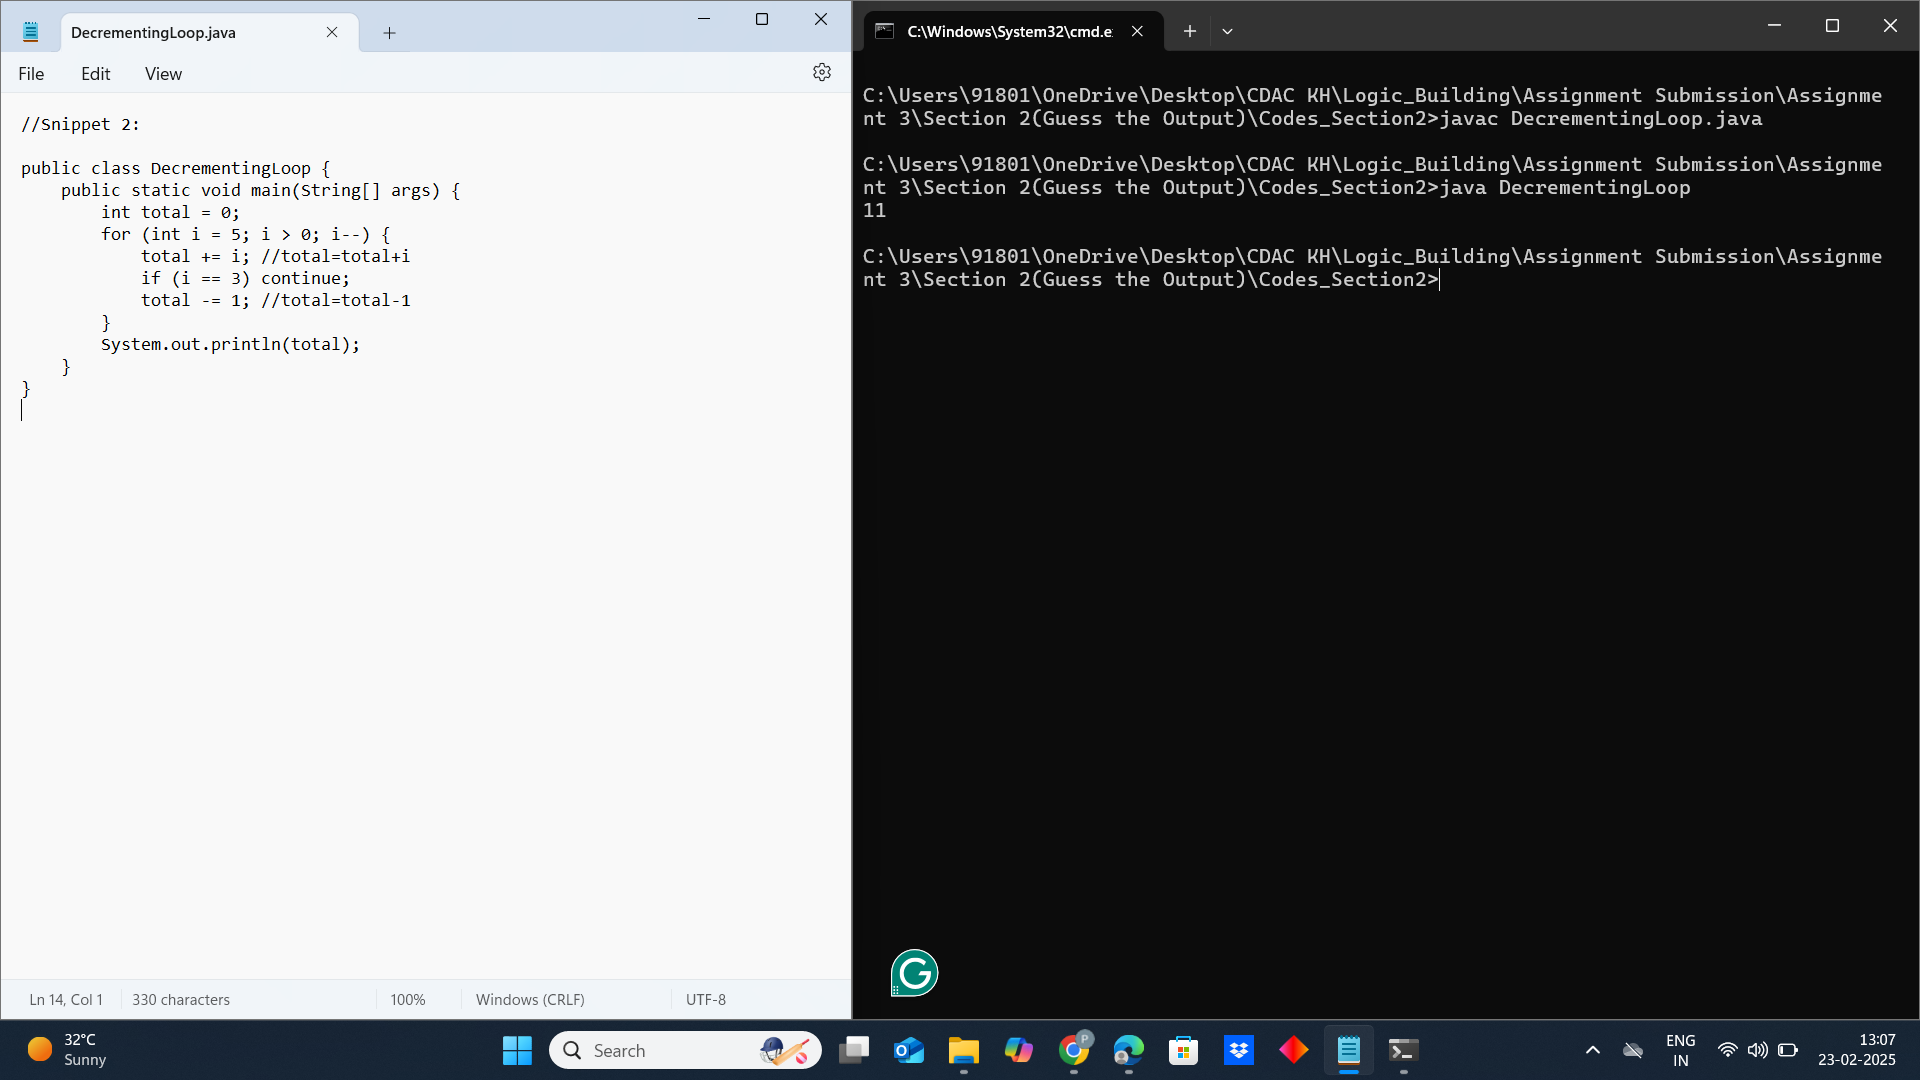 DecrementingLoop.java
File Edit View
//Snippet 2:
public class DecrementingLoop {
    public static void main(String[] args) {
        int total = 0;
        for (int i = 5; i > 0; i--) {
            total += i; //total=total+i
            if (i == 3) continue;
            total -= 1; //total=total-1
        }
        System.out.println(total);
    }
}
Ln 14, Col 1 330 characters 100% Windows (CRLF) UTF-8
C:\Windows\System32\cmd.e
C:\Users\91801\OneDrive\Desktop\CDAC KH\Logic_Building\Assignment Submission\Assignme
nt 3\Section 2(Guess the Output)\Codes_Section2>javac DecrementingLoop.java
C:\Users\91801\OneDrive\Desktop\CDAC KH\Logic_Building\Assignment Submission\Assignme
nt 3\Section 2(Guess the Output)\Codes_Section2>java DecrementingLoop
11
C:\Users\91801\OneDrive\Desktop\CDAC KH\Logic_Building\Assignment Submission\Assignme
nt 3\Section 2(Guess the Output)\Codes_Section2>
G
32°C
Sunny
Search
P
ENG
IN
13:07
23-02-2025